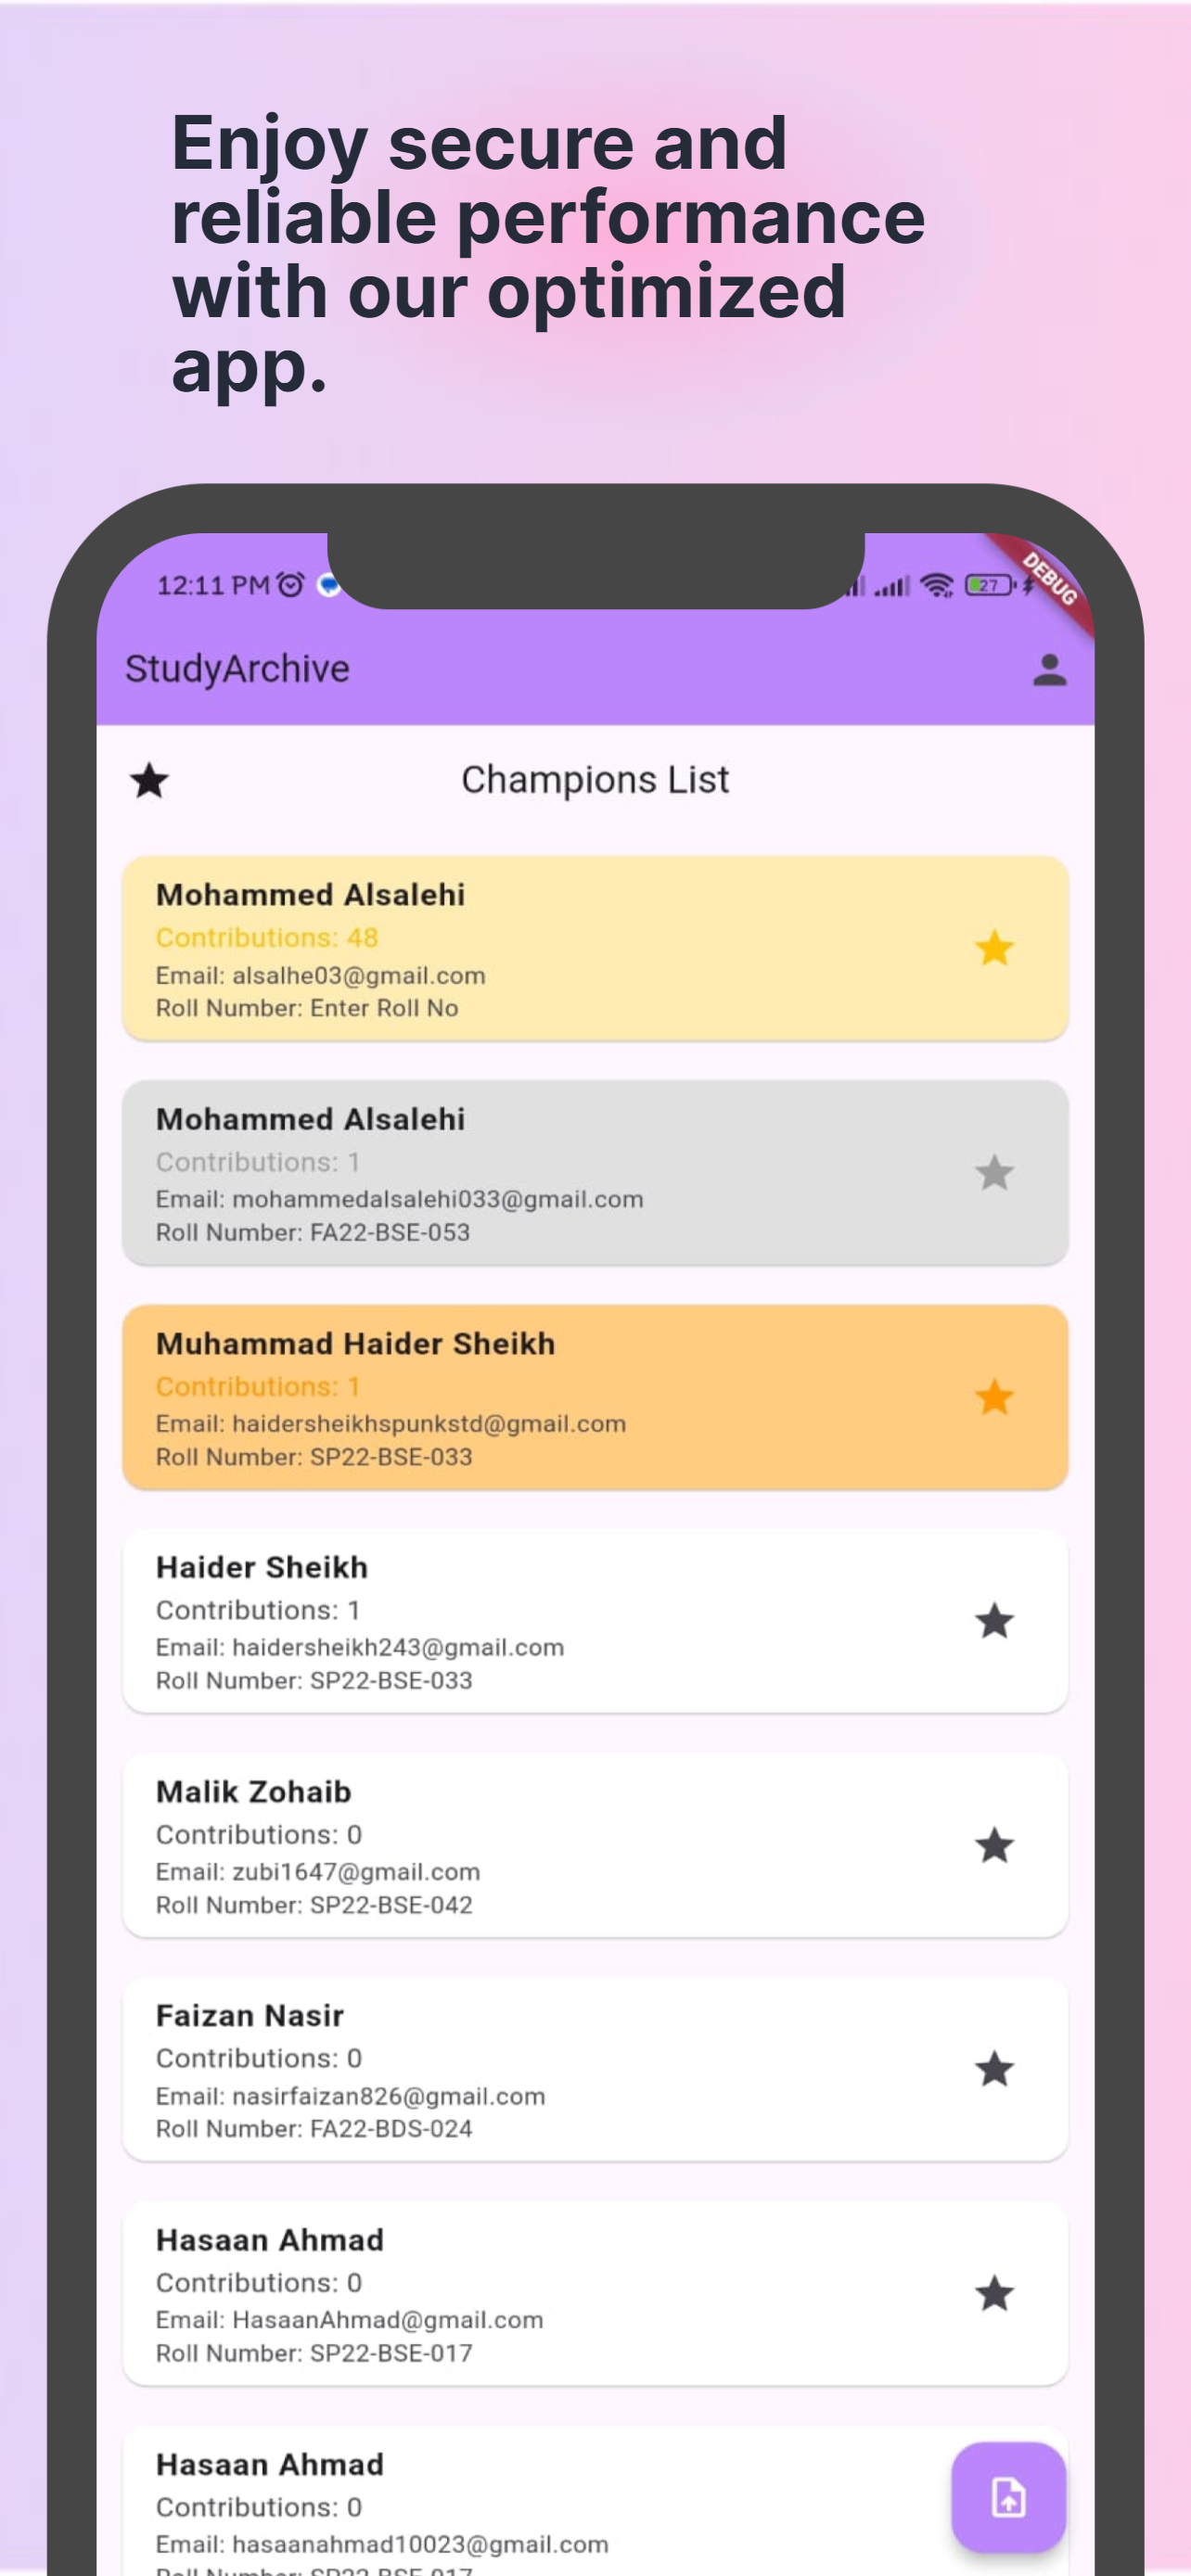 Enjoy secure and
reliable performance
with our optimized
app.
12:11 PM
27
DEBUG
StudyArchive
Champions List
Mohammed Alsalehi
Contributions: 48
Email: alsalhe03@gmail.com
Roll Number: Enter Roll No
Mohammed Alsalehi
Contributions: 1
Email: mohammedalsalehi033@gmail.com
Roll Number: FA22-BSE-053
Muhammad Haider Sheikh
Contributions: 1
Email: haidersheikhspunkstd@gmail.com
Roll Number: SP22-BSE-033
Haider Sheikh
Contributions: 1
Email: haidersheikh243@gmail.com
Roll Number: SP22-BSE-033
Malik Zohaib
Contributions: 0
Email: zubi1647@gmail.com
Roll Number: SP22-BSE-042
Faizan Nasir
Contributions: 0
Email: nasirfaizan826@gmail.com
Roll Number: FA22-BDS-024
Hasaan Ahmad
Contributions: 0
Email: HasaanAhmad@gmail.com
Roll Number: SP22-BSE-017
Hasaan Ahmad
Contributions: 0
Email: hasaanahmad10023@gmail.com
Roll Number: SP22-BSE-017